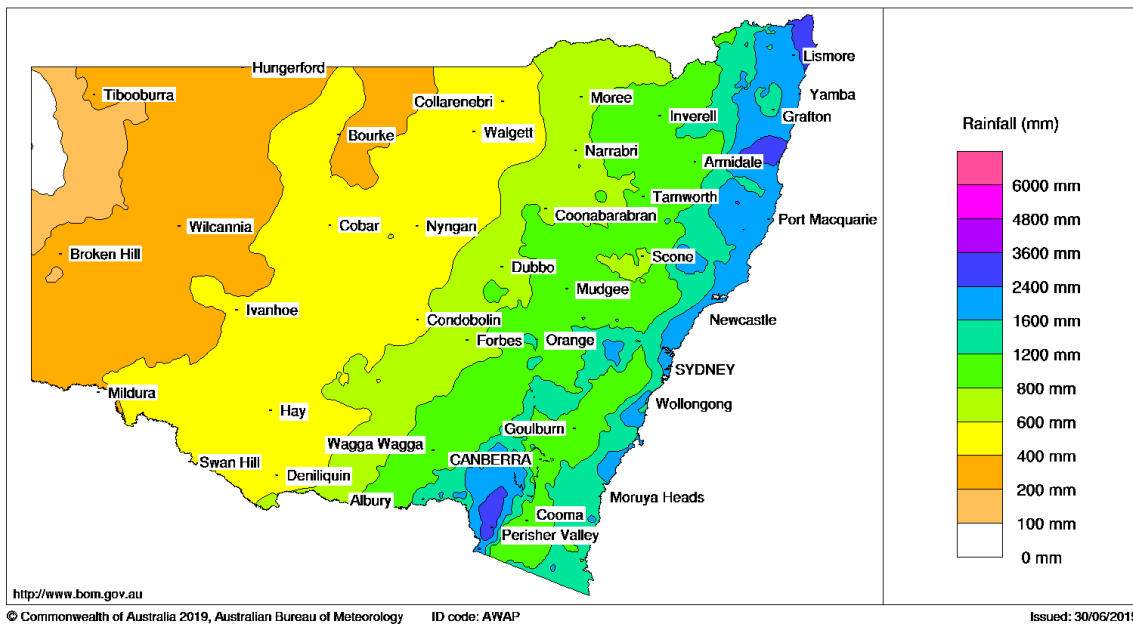 Hungerford
Tibooburra
Collarenebri
Moree
Lismore
Yamba
Bourke
Walgett
Inverell
Grafton
Narrabri
Armidale
Tamworth
Wilcannia
Cobar
Nyngan
Coonabarabran
Port Macquarie
Broken Hill
Dubbo
Scone
Mudgee
Ivanhoe
Condobolin
Newcastle
Forbes
Orange
SYDNEY
Mildura
Hay
Wollongong
Goulburn
Wagga Wagga
CANBERRA
Swan Hill
Deniliquin
Albury
Moruya Heads
Cooma
Perisher Valley
Rainfall (mm)
6000 mm
4800 mm
3600 mm
2400 mm
1600 mm
1200 mm
800 mm
600 mm
400 mm
200 mm
100 mm
0 mm
http://www.bom.gov.au
© Commonwealth of Australia 2019, Australian Bureau of Meteorology ID code: AWAP Issued: 30/06/2019